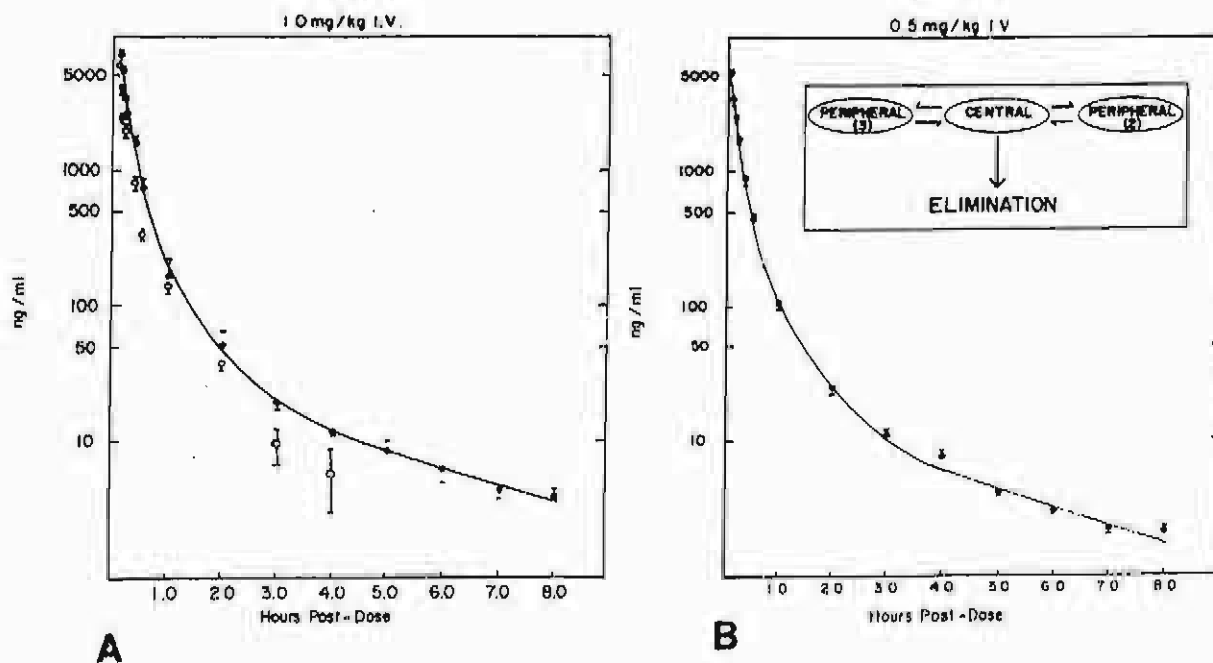 1.0 mg/kg I.V.
5000
1000
500
100
50
10
ng/ml
1.0 2.0 3.0 4.0 5.0 6.0 7.0 8.0
Hours Post-Dose
A
0.5 mg/kg I.V.
5000
1000
500
100
50
10
ng/ml
PERIPHERAL (3) CENTRAL PERIPHERAL (2)
ELIMINATION
1.0 2.0 3.0 4.0 5.0 6.0 7.0 8.0
Hours Post-Dose
B